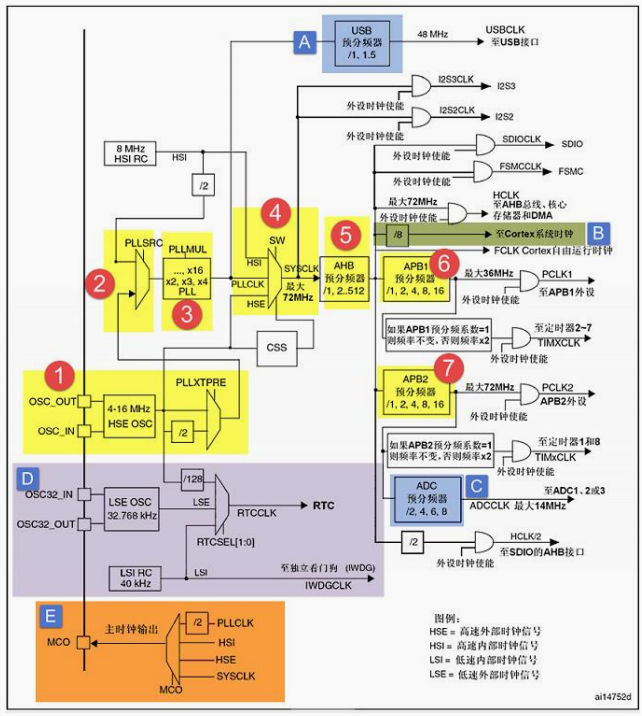 A
USB
预分频器
/1, 1.5
48 MHz
USBCLK
至USB接口
I2S3CLK
I2S3
外设时钟使能
I2S2CLK
I2S2
外设时钟使能
SDIOCLK
SDIO
外设时钟使能
FSMCCLK
FSMC
外设时钟使能
8 MHz
HSI RC
HSI
/2
最大72MHz
外设时钟使能
HCLK
至AHB总线、核心
存储器和DMA
B
/8
至Cortex系统时钟
FCLK Cortex自由运行时钟
2
PLLSRC
3
PLLMUL
..., x16
x2, x3, x4
PLL
4
SW
HSI
PLLCLK
HSE
SYSCLK
最大
72MHz
CSS
5
AHB
预分频器
/1, 2..512
6
APB1
预分频器
/1, 2, 4, 8, 16
最大36MHz
外设时钟使能
PCLK1
至APB1外设
如果APB1预分频系数=1
则频率不变,否则频率x2
至定时器2~7
TIMXCLK
外设时钟使能
7
APB2
预分频器
/1, 2, 4, 8, 16
最大72MHz
外设时钟使能
PCLK2
APB2外设
如果APB2预分频系数=1
则频率不变,否则频率x2
至定时器1和8
TIMxCLK
外设时钟使能
1
OSC_OUT
OSC_IN
4-16 MHz
HSE OSC
PLLXTPRE
/2
C
ADC
预分频器
/2, 4, 6, 8
至ADC1、2或3
ADCCLK 最大14MHz
/2
HCLK/2
至SDIO的AHB接口
外设时钟使能
D
/128
OSC32_IN
OSC32_OUT
LSE OSC
32.768 kHz
LSE
RTCCLK
RTC
RTCSEL[1:0]
LSI RC
40 kHz
LSI
至独立看门狗 (IWDG)
IWDGCLK
E
MCO
主时钟输出
/2
PLLCLK
HSI
HSE
SYSCLK
MCO
图例:
HSE = 高速外部时钟信号
HSI = 高速内部时钟信号
LSI = 低速内部时钟信号
LSE = 低速外部时钟信号
ai14752d